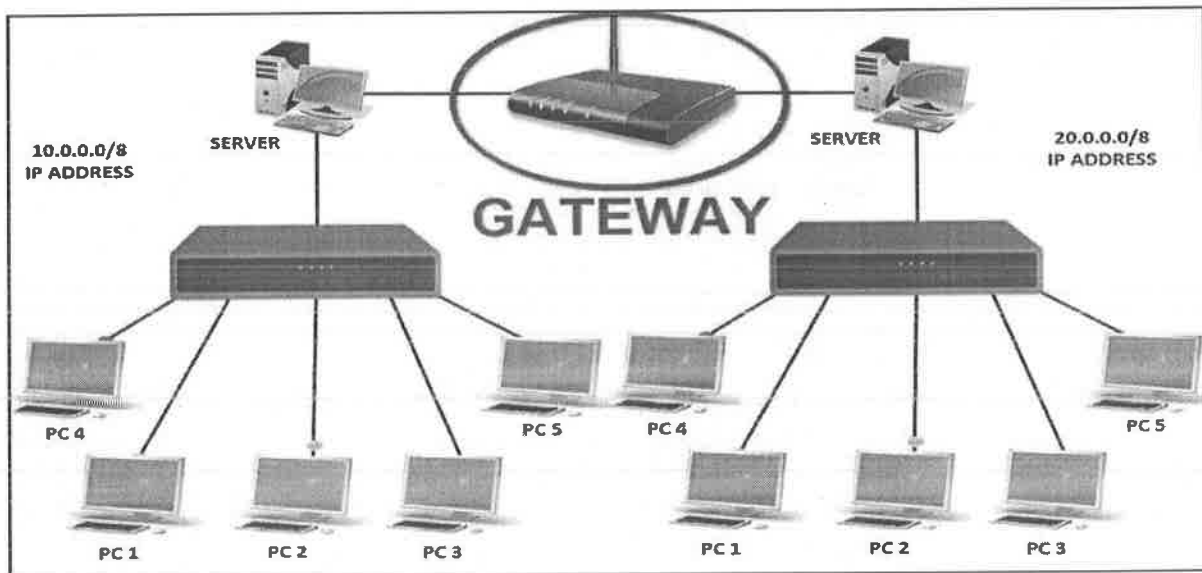 SERVER
SERVER
10.0.0.0/8
IP ADDRESS
20.0.0.0/8
IP ADDRESS
GATEWAY
PC 4
PC 5
PC 4
PC 5
PC 1
PC 2
PC 3
PC 1
PC 2
PC 3